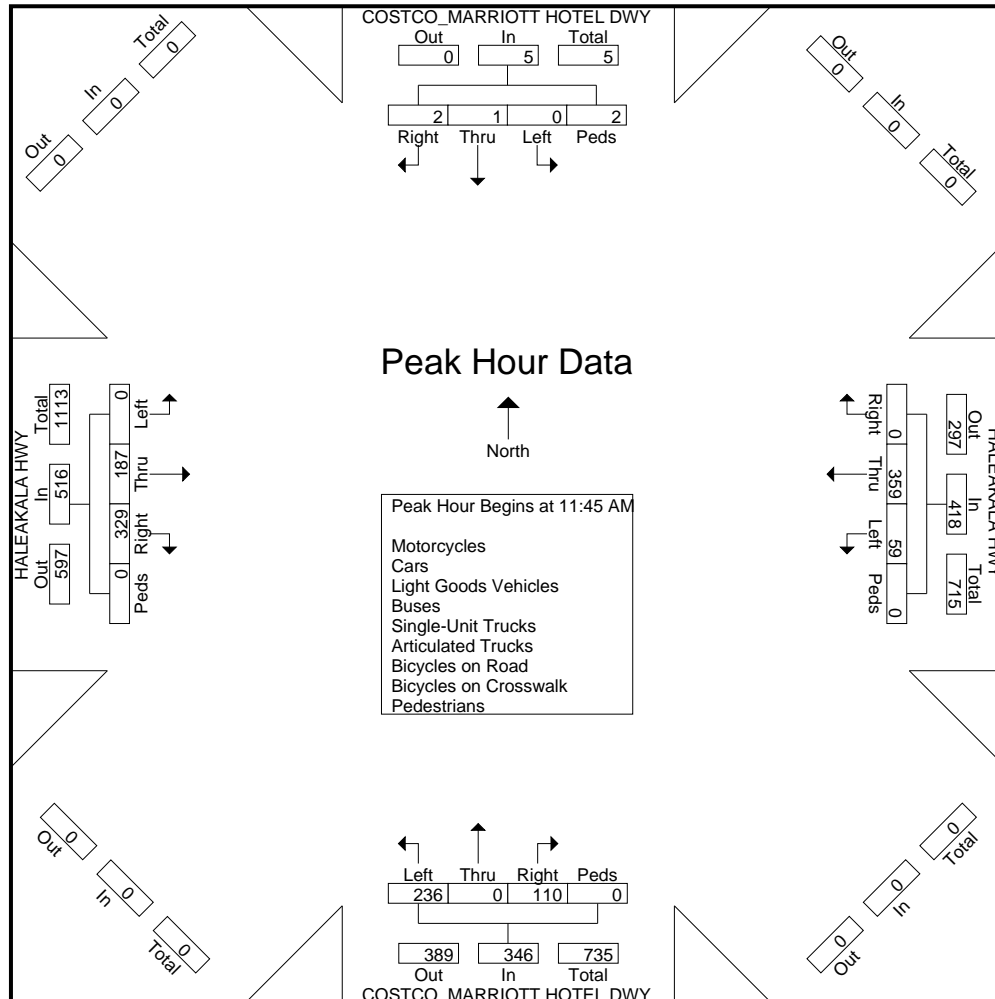 COSTCO_MARRIOTT HOTEL DWY
Out In Total
0 5 5
2 1 0 2
Right Thru Left Peds
Total
0
In
0
Out
0
Out
0
In
0
Total
0
Peak Hour Data
North
Peak Hour Begins at 11:45 AM
Motorcycles
Cars
Light Goods Vehicles
Buses
Single-Unit Trucks
Articulated Trucks
Bicycles on Road
Bicycles on Crosswalk
Pedestrians
HALEAKALA HWY
Out In Total
597 516 1113
0 329 187 0
Peds Right Thru Left
HALEAKALA HWY
Out In Total
297 418 715
0 359 59 0
Right Thru Left Peds
Out
0
In
0
Total
0
Total
0
In
0
Out
0
Left Thru Right Peds
236 0 110 0
389 346 735
Out In Total
COSTCO_MARRIOTT HOTEL DWY